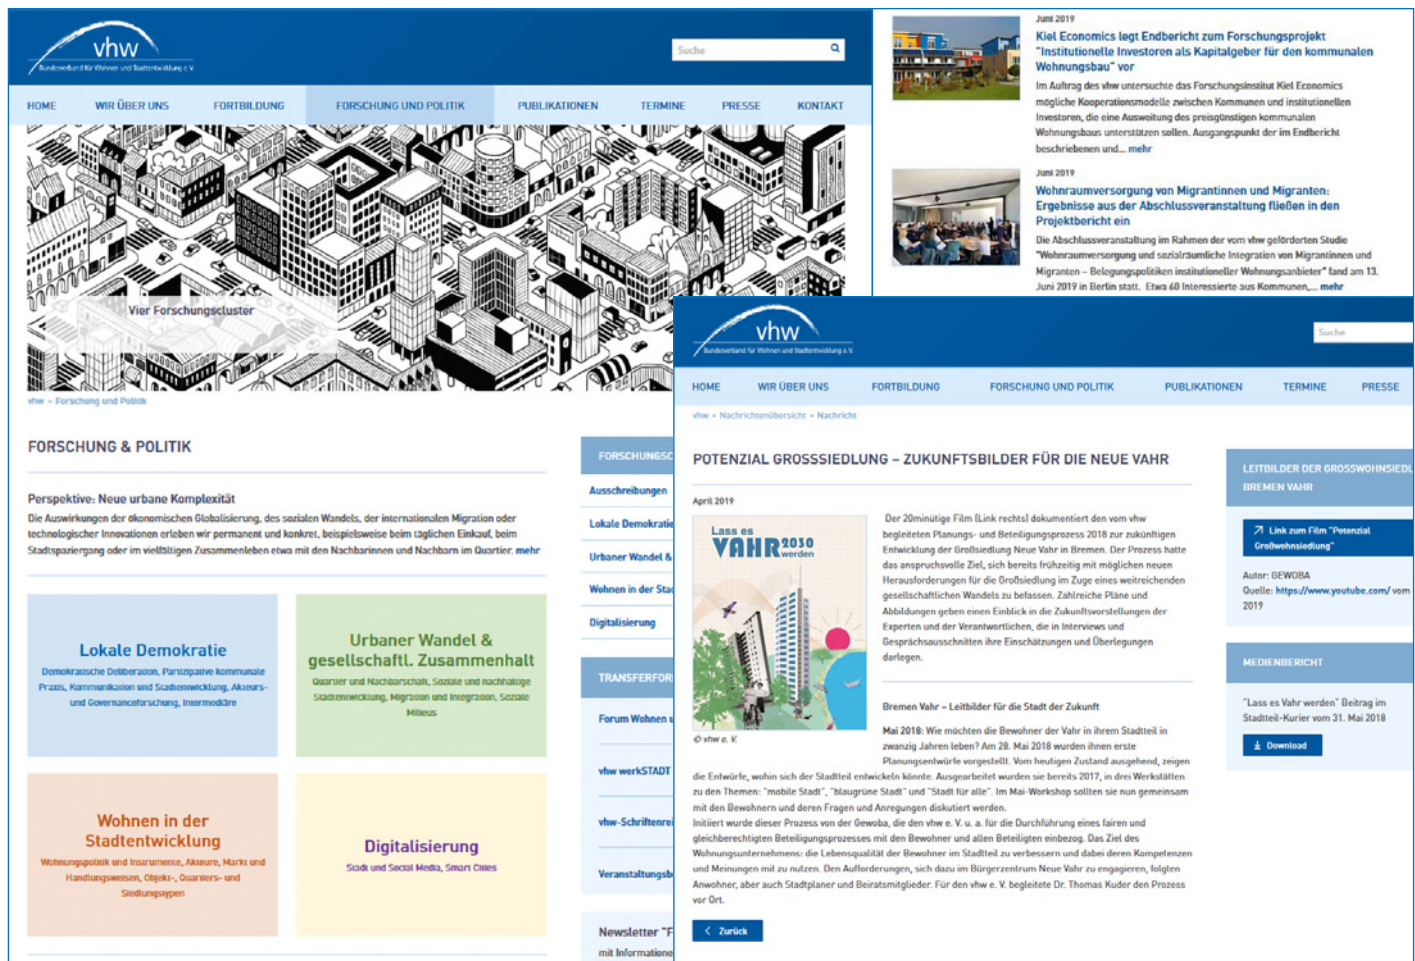 vhw
Bundesverband für Wohnen und Stadtentwicklung e.V.
Suche
HOME WIR ÜBER UNS FORTBILDUNG FORSCHUNG UND POLITIK PUBLIKATIONEN TERMINE PRESSE KONTAKT
Vier Forschungscluster
vhw » Forschung und Politik
FORSCHUNG & POLITIK
Perspektive: Neue urbane Komplexität
Die Auswirkungen der ökonomischen Globalisierung, des sozialen Wandels, der internationalen Migration oder
technologischer Innovationen erleben wir permanent und konkret, beispielsweise beim täglichen Einkauf, beim
Stadtspaziergang oder im vielfältigen Zusammenleben etwa mit den Nachbarinnen und Nachbarn im Quartier. mehr
Lokale Demokratie
Demokratische Deliberation, Partizipative kommunale
Praxis, Kommunikation und Stadtentwicklung, Akteurs-
und Governanceforschung, Intermediäre
Urbaner Wandel &
gesellschaftl. Zusammenhalt
Quartier und Nachbarschaft, Soziale und nachhaltige
Stadtentwicklung, Migration und Integration, Soziale
Milieus
Wohnen in der
Stadtentwicklung
Wohnungspolitik und Instrumente, Akteure, Markt und
Handlungsweisen, Objekt-, Quartiers- und
Siedlungstypen
Digitalisierung
Stadt und Social Media, Smart Cities
FORSCHUNGSC
Ausschreibungen
Lokale Demokratie
Urbaner Wandel &
Wohnen in der Stad
Digitalisierung
TRANSFERFOR
Forum Wohnen u
vhw werkSTADT
vhw-Schriftenrei
Veranstaltungsb
Newsletter "F
mit Informatione
Juni 2019
Kiel Economics legt Endbericht zum Forschungsprojekt
"Institutionelle Investoren als Kapitalgeber für den kommunalen
Wohnungsbau" vor
Im Auftrag des vhw untersuchte das Forschungsinstitut Kiel Economics
mögliche Kooperationsmodelle zwischen Kommunen und institutionellen
Investoren, die eine Ausweitung des preisgünstigen kommunalen
Wohnungsbaus unterstützen sollen. Ausgangspunkt der im Endbericht
beschriebenen und... mehr
Juni 2019
Wohnraumversorgung von Migrantinnen und Migranten:
Ergebnisse aus der Abschlussveranstaltung fließen in den
Projektbericht ein
Die Abschlussveranstaltung im Rahmen der vom vhw geförderten Studie
"Wohnraumversorgung und sozialräumliche Integration von Migrantinnen und
Migranten – Belegungspolitiken institutioneller Wohnungsanbieter" fand am 13.
Juni 2019 in Berlin statt. Etwa 60 Interessierte aus Kommunen,... mehr
vhw
Bundesverband für Wohnen und Stadtentwicklung e.V.
Suche
HOME WIR ÜBER UNS FORTBILDUNG FORSCHUNG UND POLITIK PUBLIKATIONEN TERMINE PRESSE
vhw » Nachrichtenübersicht » Nachricht
POTENZIAL GROSSSIEDLUNG – ZUKUNFTSBILDER FÜR DIE NEUE VAHR
April 2019
Lass es
VAHR 2030
werden
© vhw e. V.
Der 20minütige Film (Link rechts) dokumentiert den vom vhw
begleiteten Planungs- und Beteiligungsprozess 2018 zur zukünftigen
Entwicklung der Großsiedlung Neue Vahr in Bremen. Der Prozess hatte
das anspruchsvolle Ziel, sich bereits frühzeitig mit möglichen neuen
Herausforderungen für die Großsiedlung im Zuge eines weitreichenden
gesellschaftlichen Wandels zu befassen. Zahlreiche Pläne und
Abbildungen geben einen Einblick in die Zukunftsvorstellungen der
Experten und der Verantwortlichen, die in Interviews und
Gesprächsausschnitten ihre Einschätzungen und Überlegungen
darlegen.
Bremen Vahr – Leitbilder für die Stadt der Zukunft
Mai 2018: Wie möchten die Bewohner der Vahr in ihrem Stadtteil in
zwanzig Jahren leben? Am 28. Mai 2018 wurden ihnen erste
Planungsentwürfe vorgestellt. Vom heutigen Zustand ausgehend, zeigen
die Entwürfe, wohin sich der Stadtteil entwickeln könnte. Ausgearbeitet wurden sie bereits 2017, in drei Werkstätten
zu den Themen: "mobile Stadt", "blaugrüne Stadt" und "Stadt für alle". Im Mai-Workshop sollten sie nun gemeinsam
mit den Bewohnern und deren Fragen und Anregungen diskutiert werden.
Initiiert wurde dieser Prozess von der Gewoba, die den vhw e. V. u. a. für die Durchführung eines fairen und
gleichberechtigten Beteiligungsprozesses mit den Bewohner und allen Beteiligten einbezog. Das Ziel des
Wohnungsunternehmens: die Lebensqualität der Bewohner im Stadtteil zu verbessern und dabei deren Kompetenzen
und Meinungen mit zu nutzen. Den Aufforderungen, sich dazu im Bürgerzentrum Neue Vahr zu engagieren, folgten
Anwohner, aber auch Stadtplaner und Beiratsmitglieder. Für den vhw e. V. begleitete Dr. Thomas Kuder den Prozess
vor Ort.
Zurück
LEITBILDER DER GROSSWOHNSIEDL
BREMEN VAHR
Link zum Film "Potenzial
Großwohnsiedlung"
Autor: GEWOBA
Quelle: https://www.youtube.com/ vom
2019
MEDIENBERICHT
"Lass es Vahr werden" Beitrag im
Stadtteil-Kurier vom 31. Mai 2018
Download